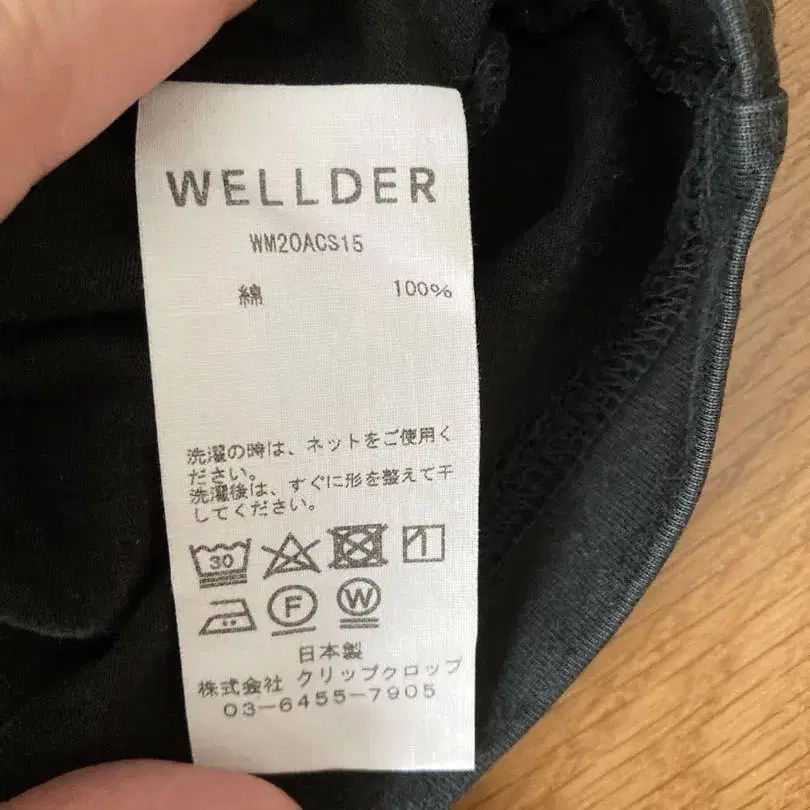 WELLDER
WM20ACS15
綿 100%
洗濯の時は、ネットをご使用く
ださい。
洗濯後は、すぐに形を整えて干
してください。
30
F W
日本製
株式会社 クリップクロップ
03-6455-7905